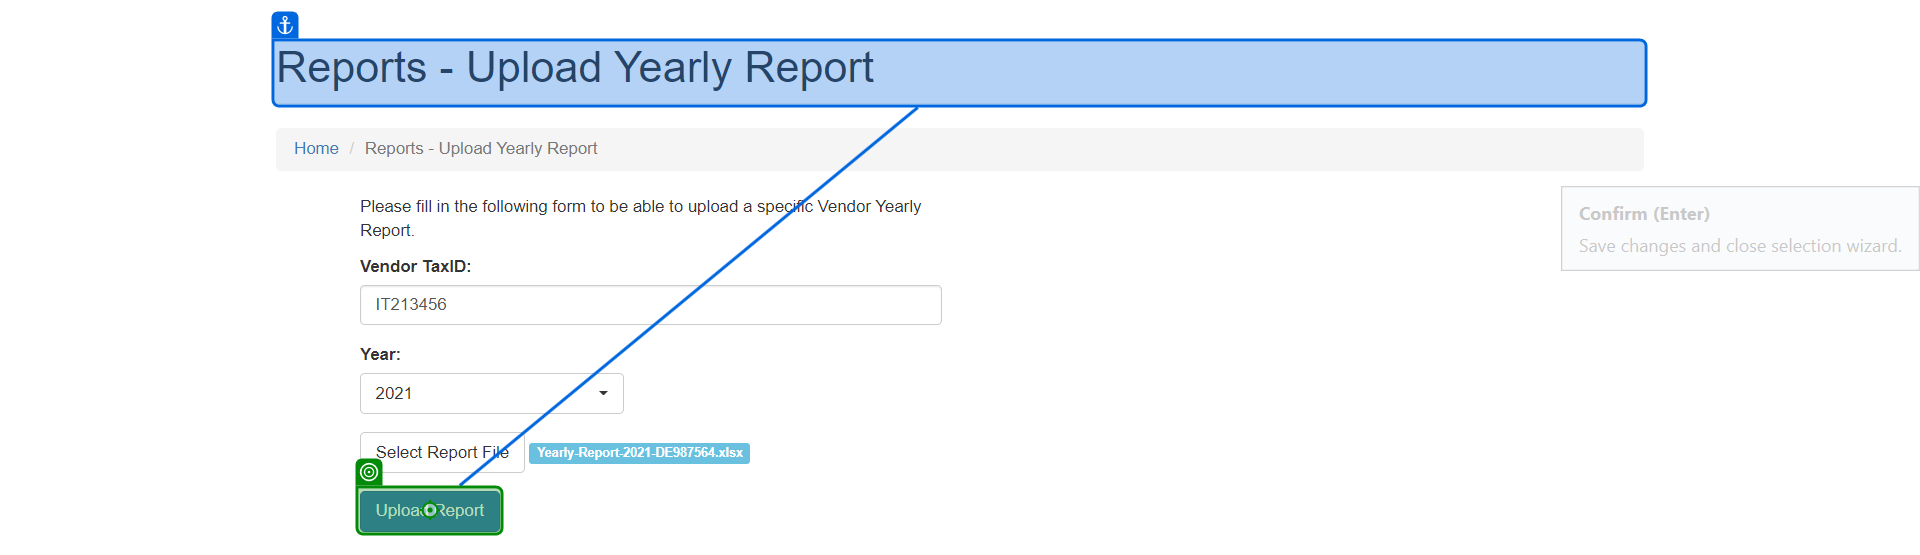 Reports - Upload Yearly Report
Home / Reports - Upload Yearly Report
Please fill in the following form to be able to upload a specific Vendor Yearly
Report.
Confirm (Enter)
Save changes and close selection wizard.
Vendor TaxID:
IT213456
Year:
2021
Select Report File Yearly-Report-2021-DE987564.xlsx
Upload Report